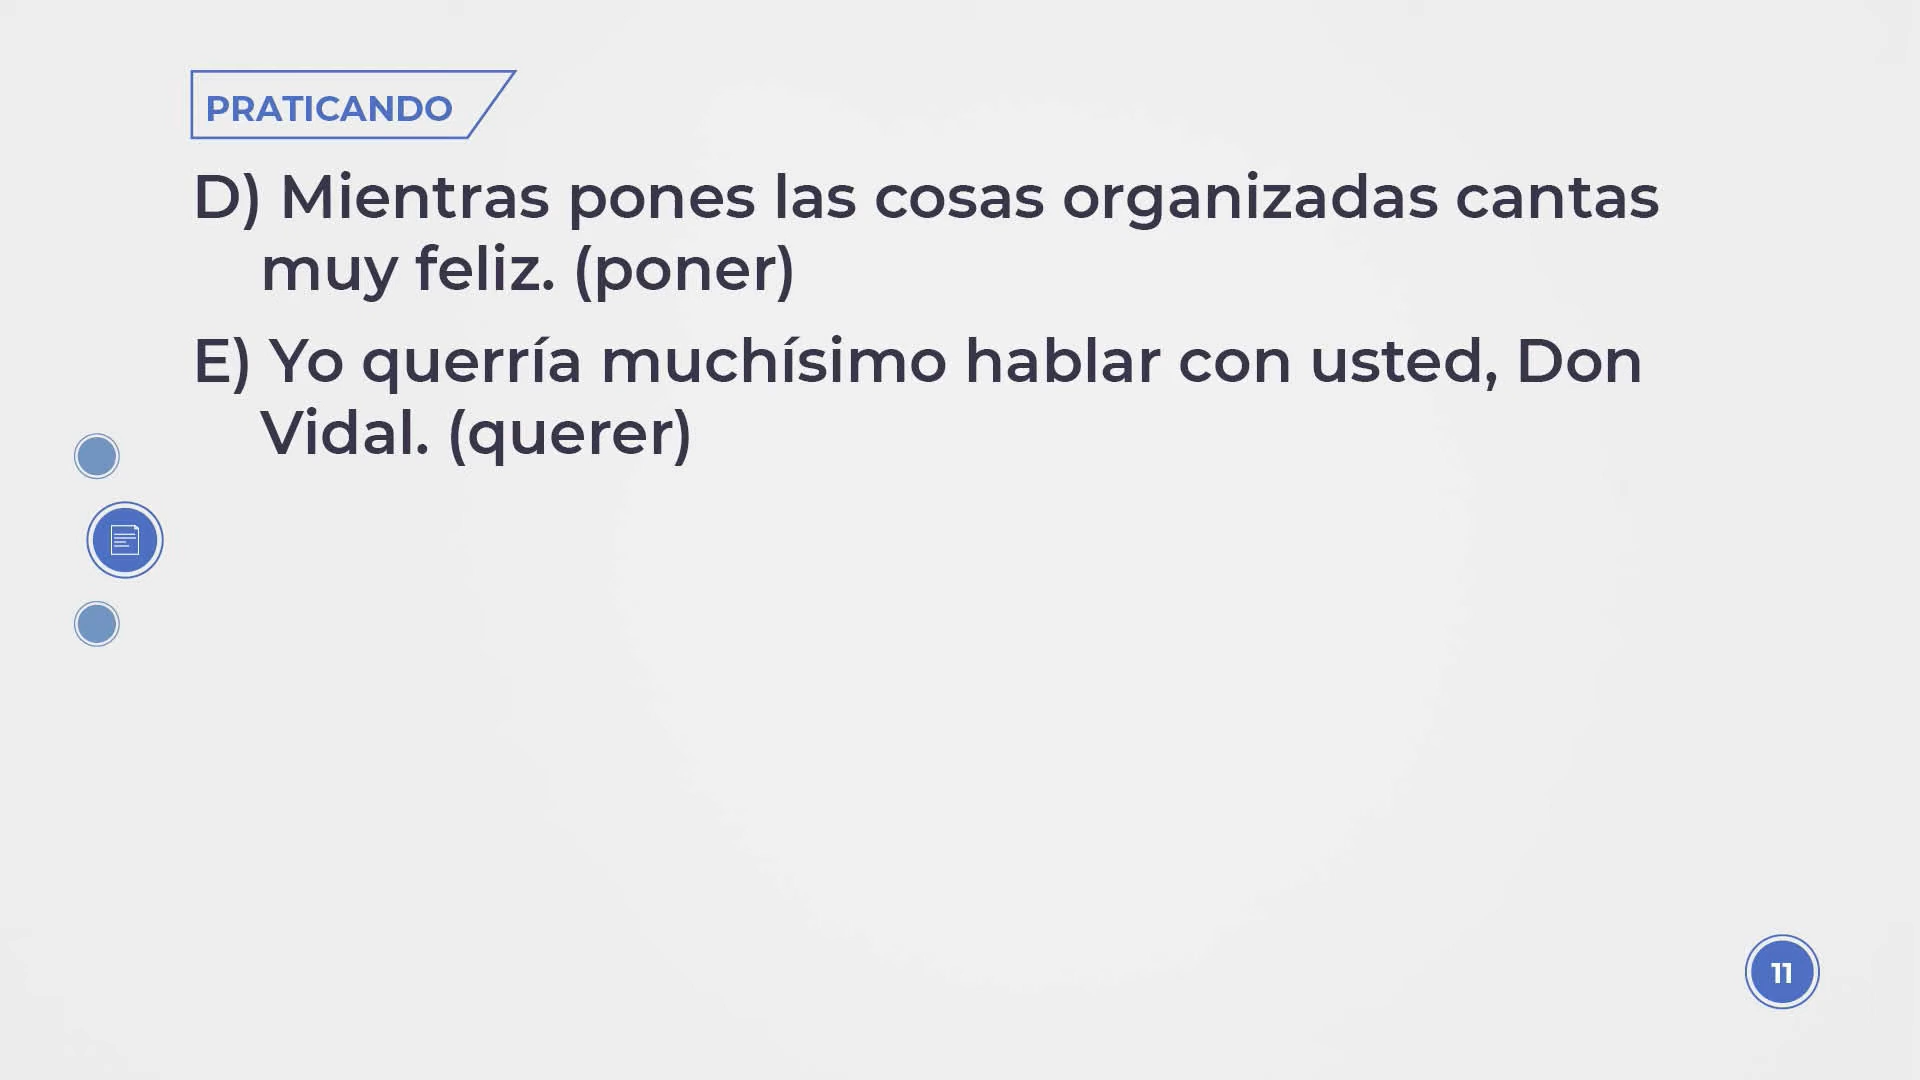 PRATICANDO
D) Mientras pones las cosas organizadas cantas
muy feliz. (poner)
E) Yo querría muchísimo hablar con usted, Don
Vidal. (querer)
11